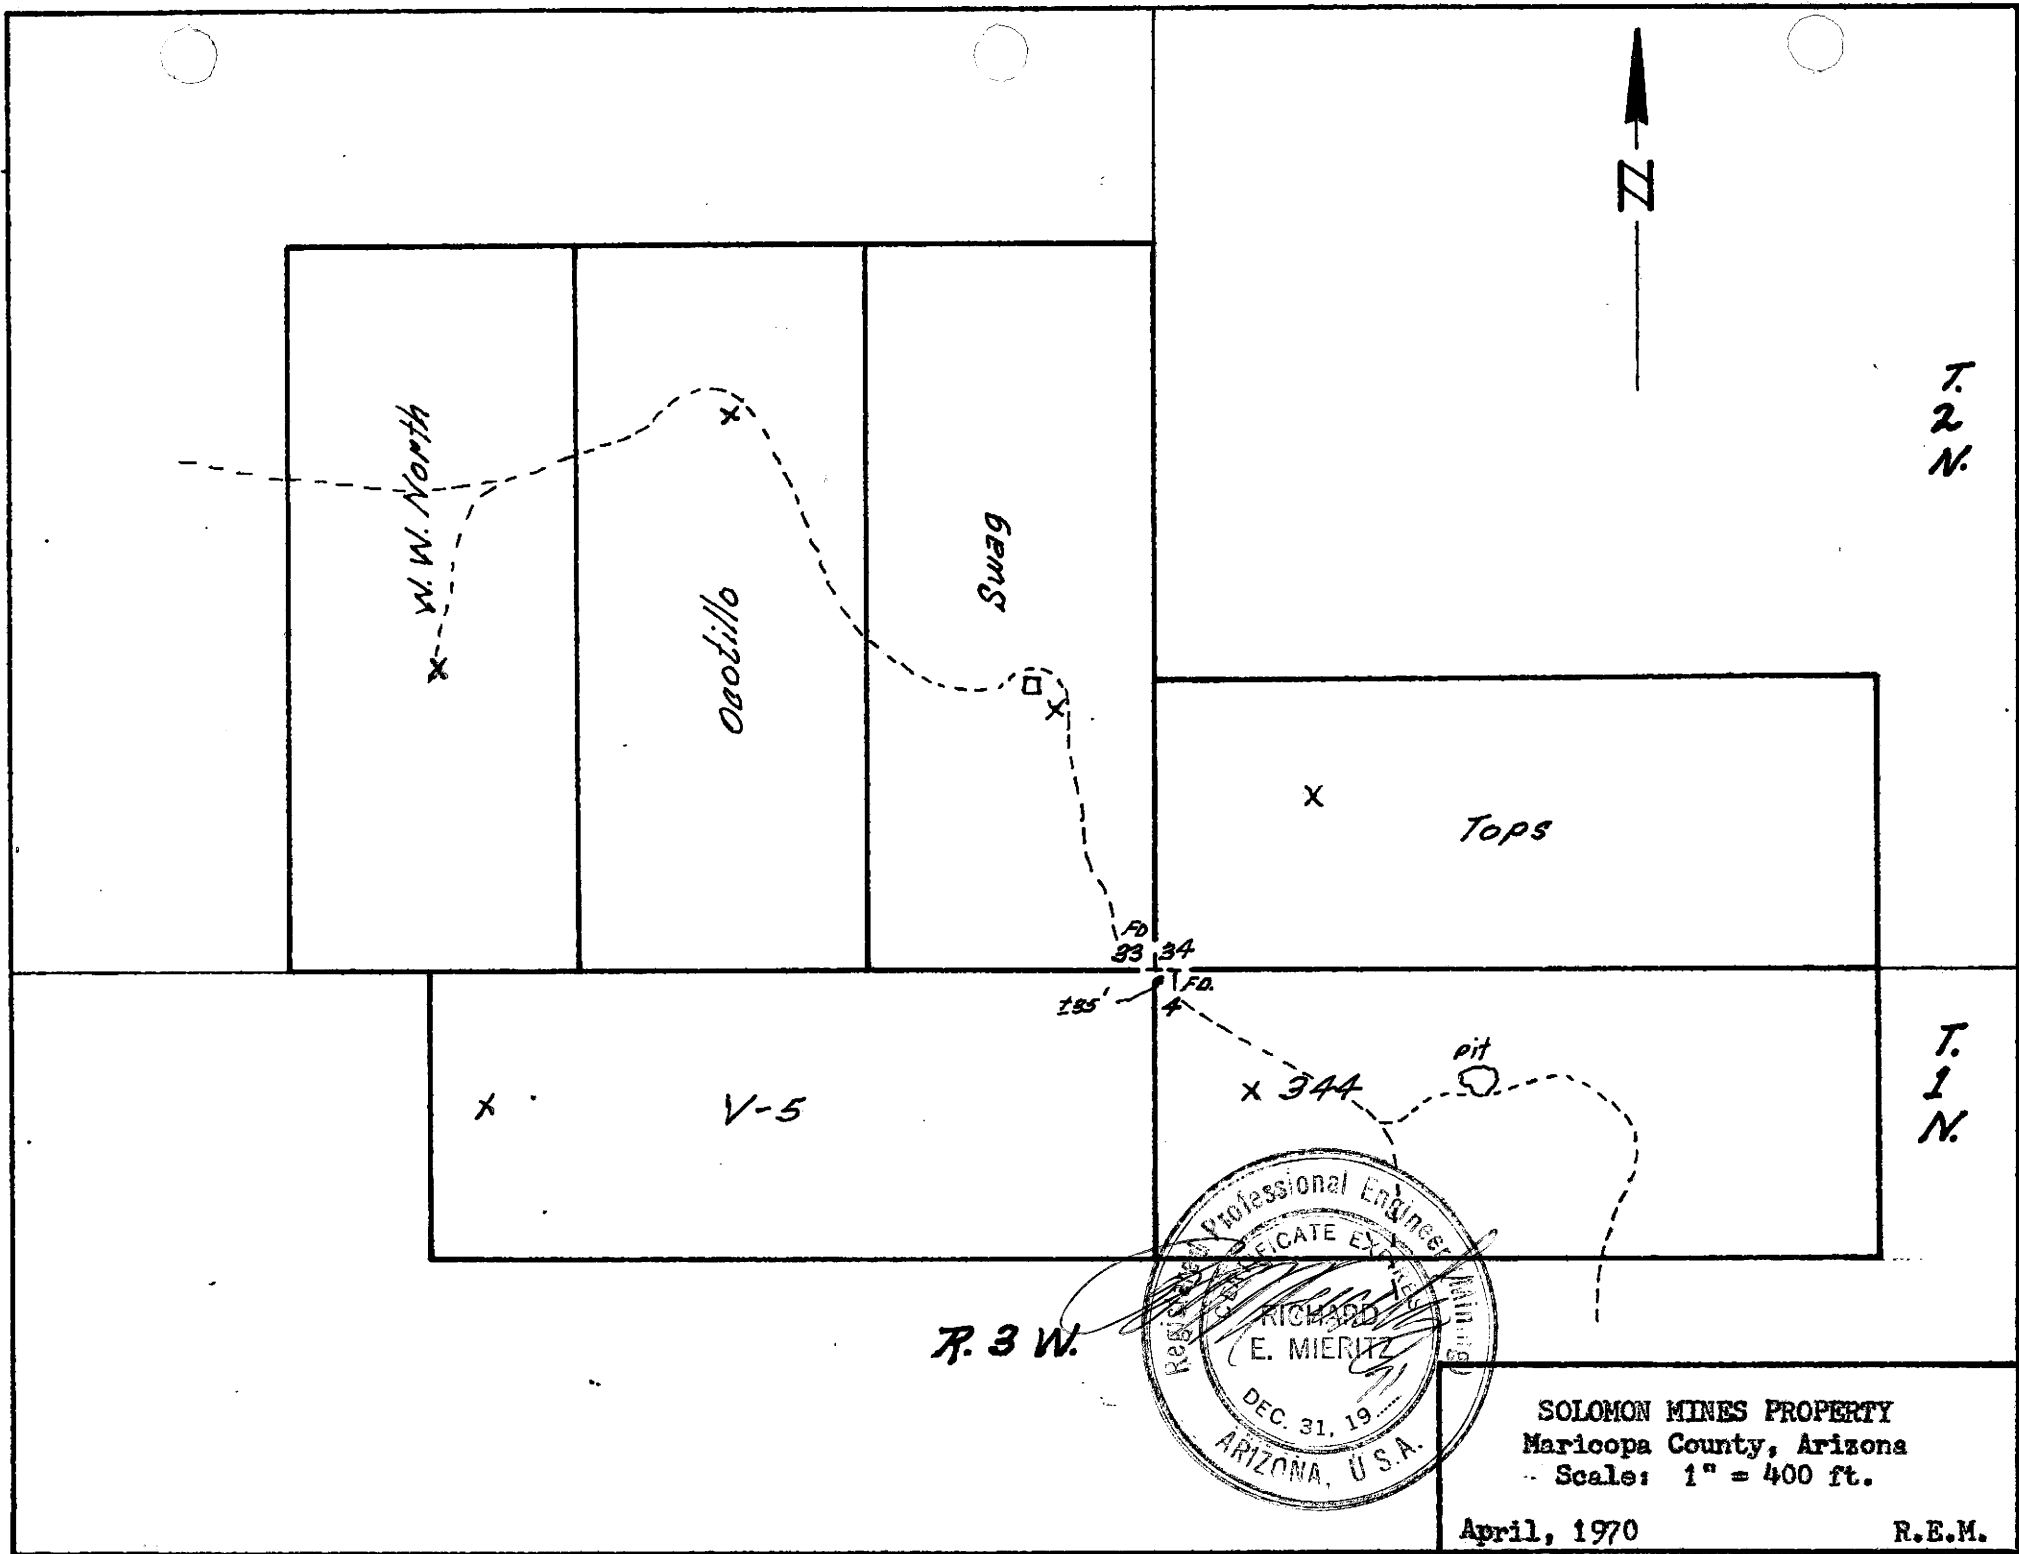 N
T.
2
N.
W. W. North
Ocotillo
Swag
Tops
FD
33 34
FD.
±35'
4
pit
x 344
x
V-5
T.
1
N.
R. 3 W.
Registered Professional Engineer (Mining)
CERTIFICATE EXPIRES
RICHARD
E. MIERITZ
DEC. 31, 19.....
ARIZONA, U.S.A.
SOLOMON MINES PROPERTY
Maricopa County, Arizona
Scale: 1" = 400 ft.
April, 1970 R.E.M.